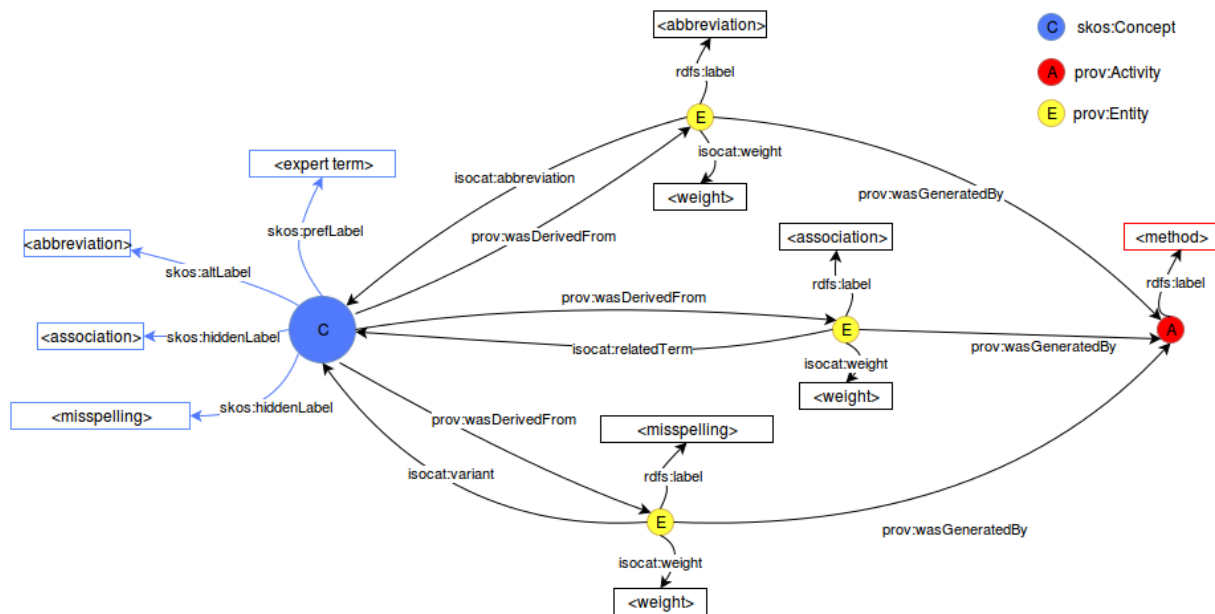 <abbreviation>
C
skos:Concept
rdfs:label
A
prov:Activity
E
prov:Entity
E
<expert term>
isocat:weight
isocat:abbreviation
<weight>
prov:wasGeneratedBy
skos:prefLabel
prov:wasDerivedFrom
<abbreviation>
<association>
<method>
skos:altLabel
rdfs:label
rdfs:label
prov:wasDerivedFrom
<association>
skos:hiddenLabel
C
E
A
isocat:relatedTerm
prov:wasGeneratedBy
isocat:weight
<weight>
<misspelling>
skos:hiddenLabel
prov:wasDerivedFrom
<misspelling>
isocat:variant
rdfs:label
E
prov:wasGeneratedBy
isocat:weight
<weight>